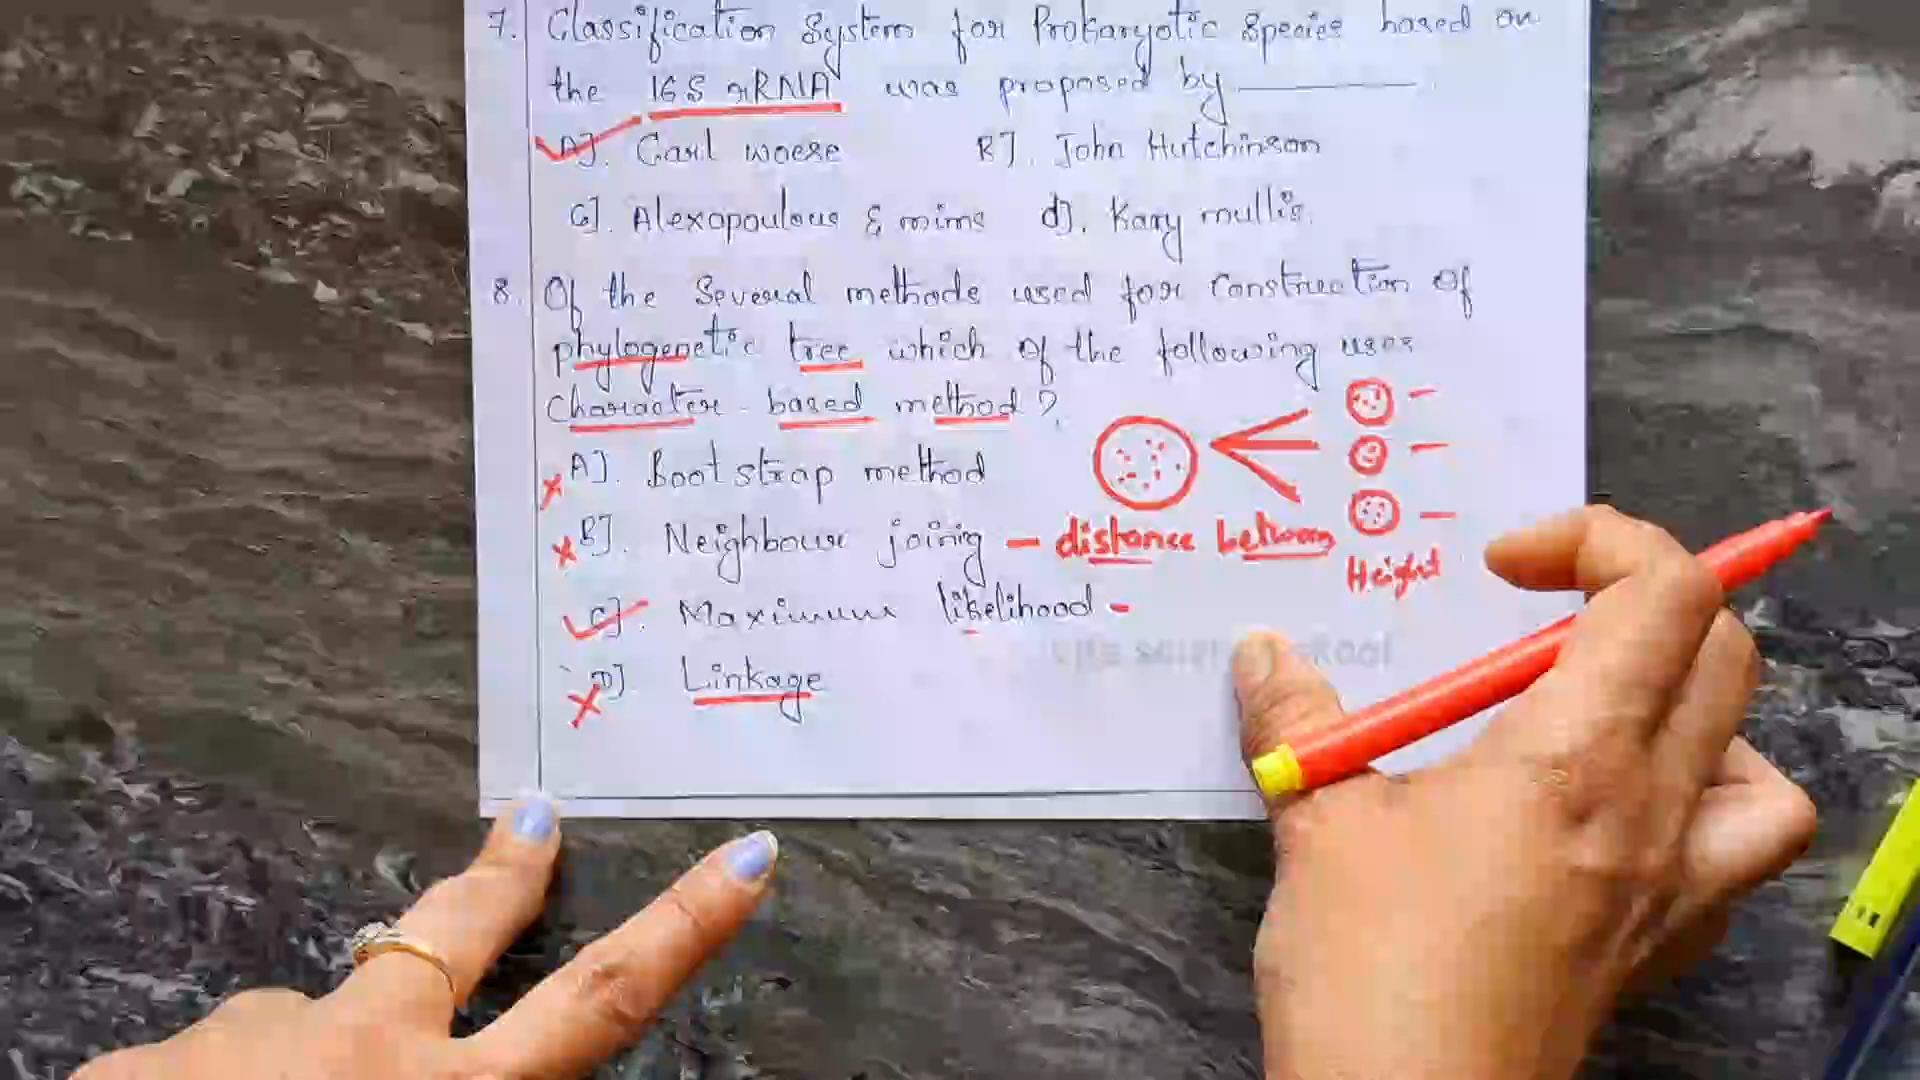 7. Classification System for Prokaryotic Species based on
the 16S rRNA was proposed by ________.
A]. Carl woese B]. John Hutchinson
C]. Alexopoulous & mims d]. Kary mullis.
8. Of the Several methods used for Construction of
phylogenetic tree which of the following uses
Character-based method?
A]. Bootstrap method
B]. Neighbour joining - distance between
Height
C]. Maximum likelihood -
D]. Linkage